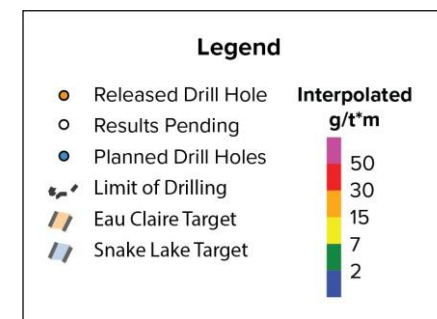 Legend
Released Drill Hole
Results Pending
Planned Drill Holes
Limit of Drilling
Eau Claire Target
Snake Lake Target
Interpolated
g/t*m
50
30
15
7
2